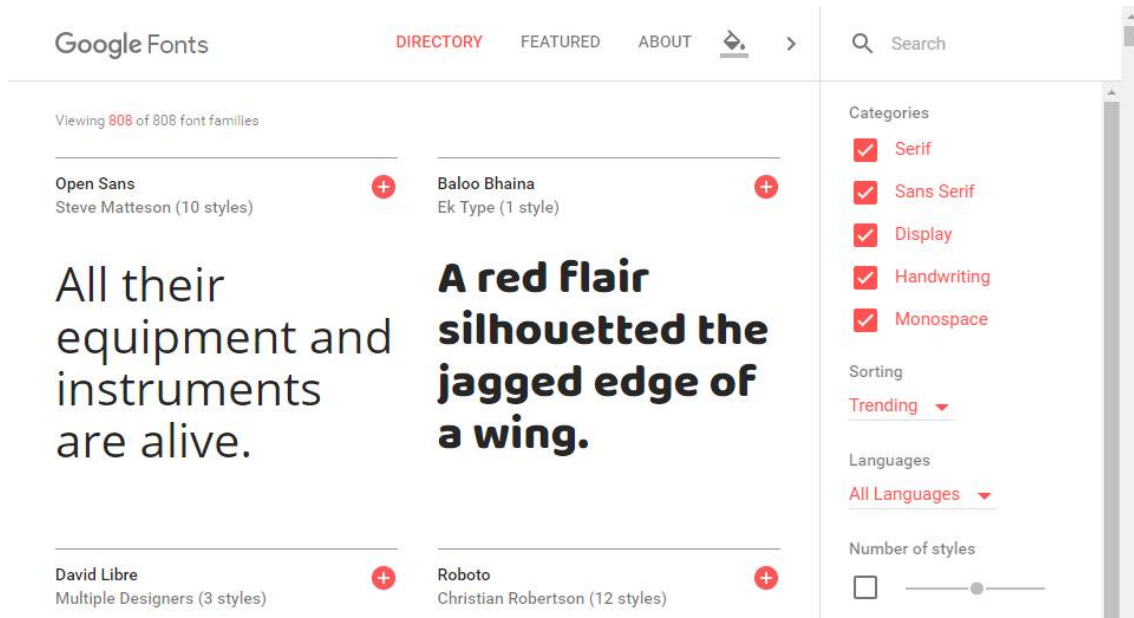 Google Fonts
DIRECTORY FEATURED ABOUT
Search
Viewing 808 of 808 font families
Open Sans
Steve Matteson (10 styles)
All their
equipment and
instruments
are alive.
Baloo Bhaina
Ek Type (1 style)
A red flair
silhouetted the
jagged edge of
a wing.
David Libre
Multiple Designers (3 styles)
Roboto
Christian Robertson (12 styles)
Categories
Serif
Sans Serif
Display
Handwriting
Monospace
Sorting
Trending
Languages
All Languages
Number of styles